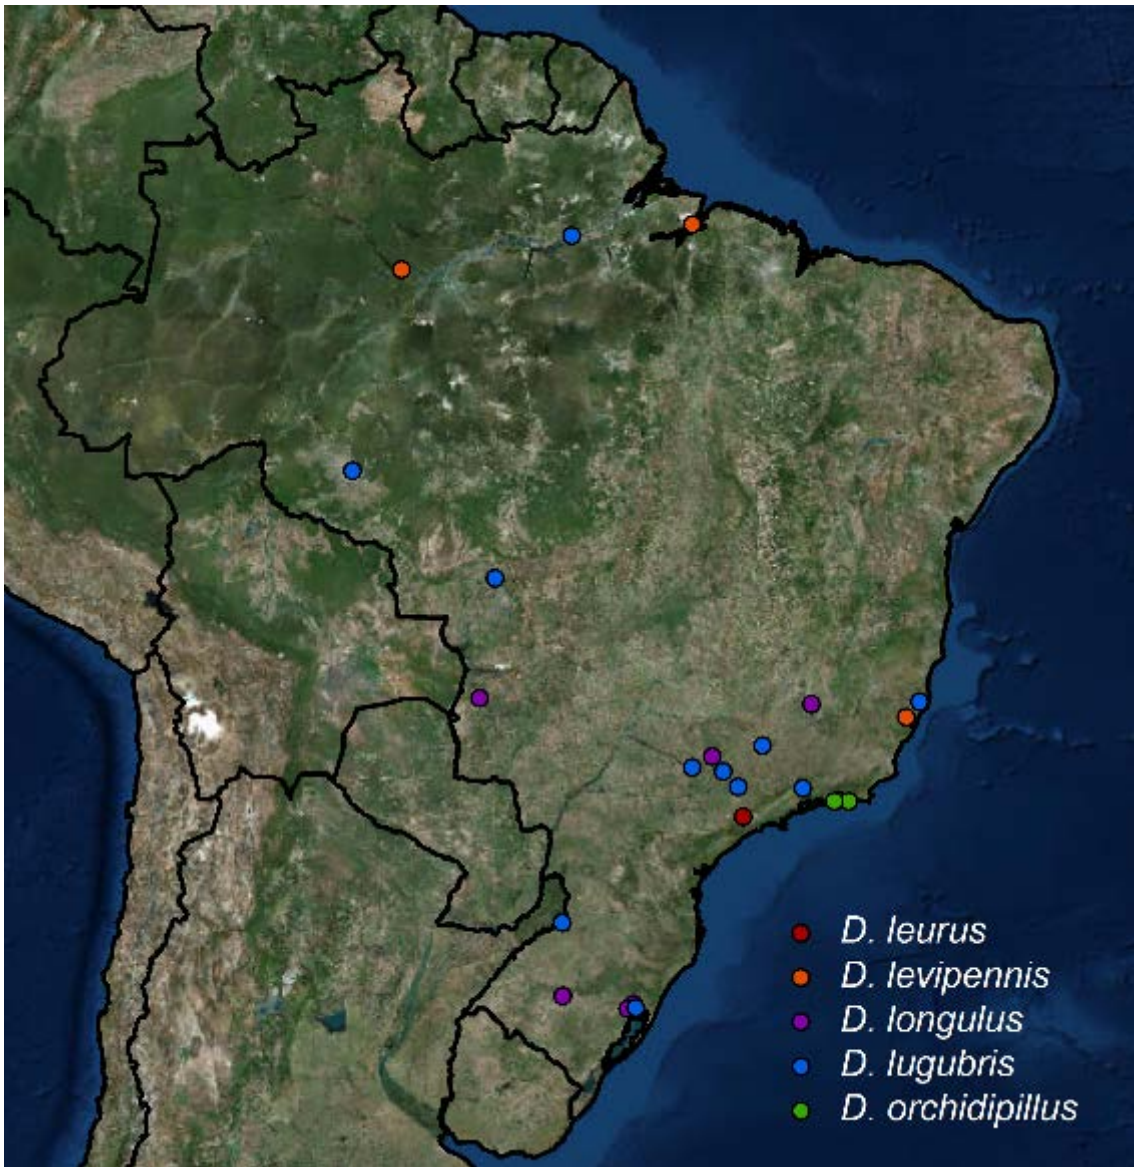 D. leurus
D. levipennis
D. longulus
D. lugubris
D. orchidipillus